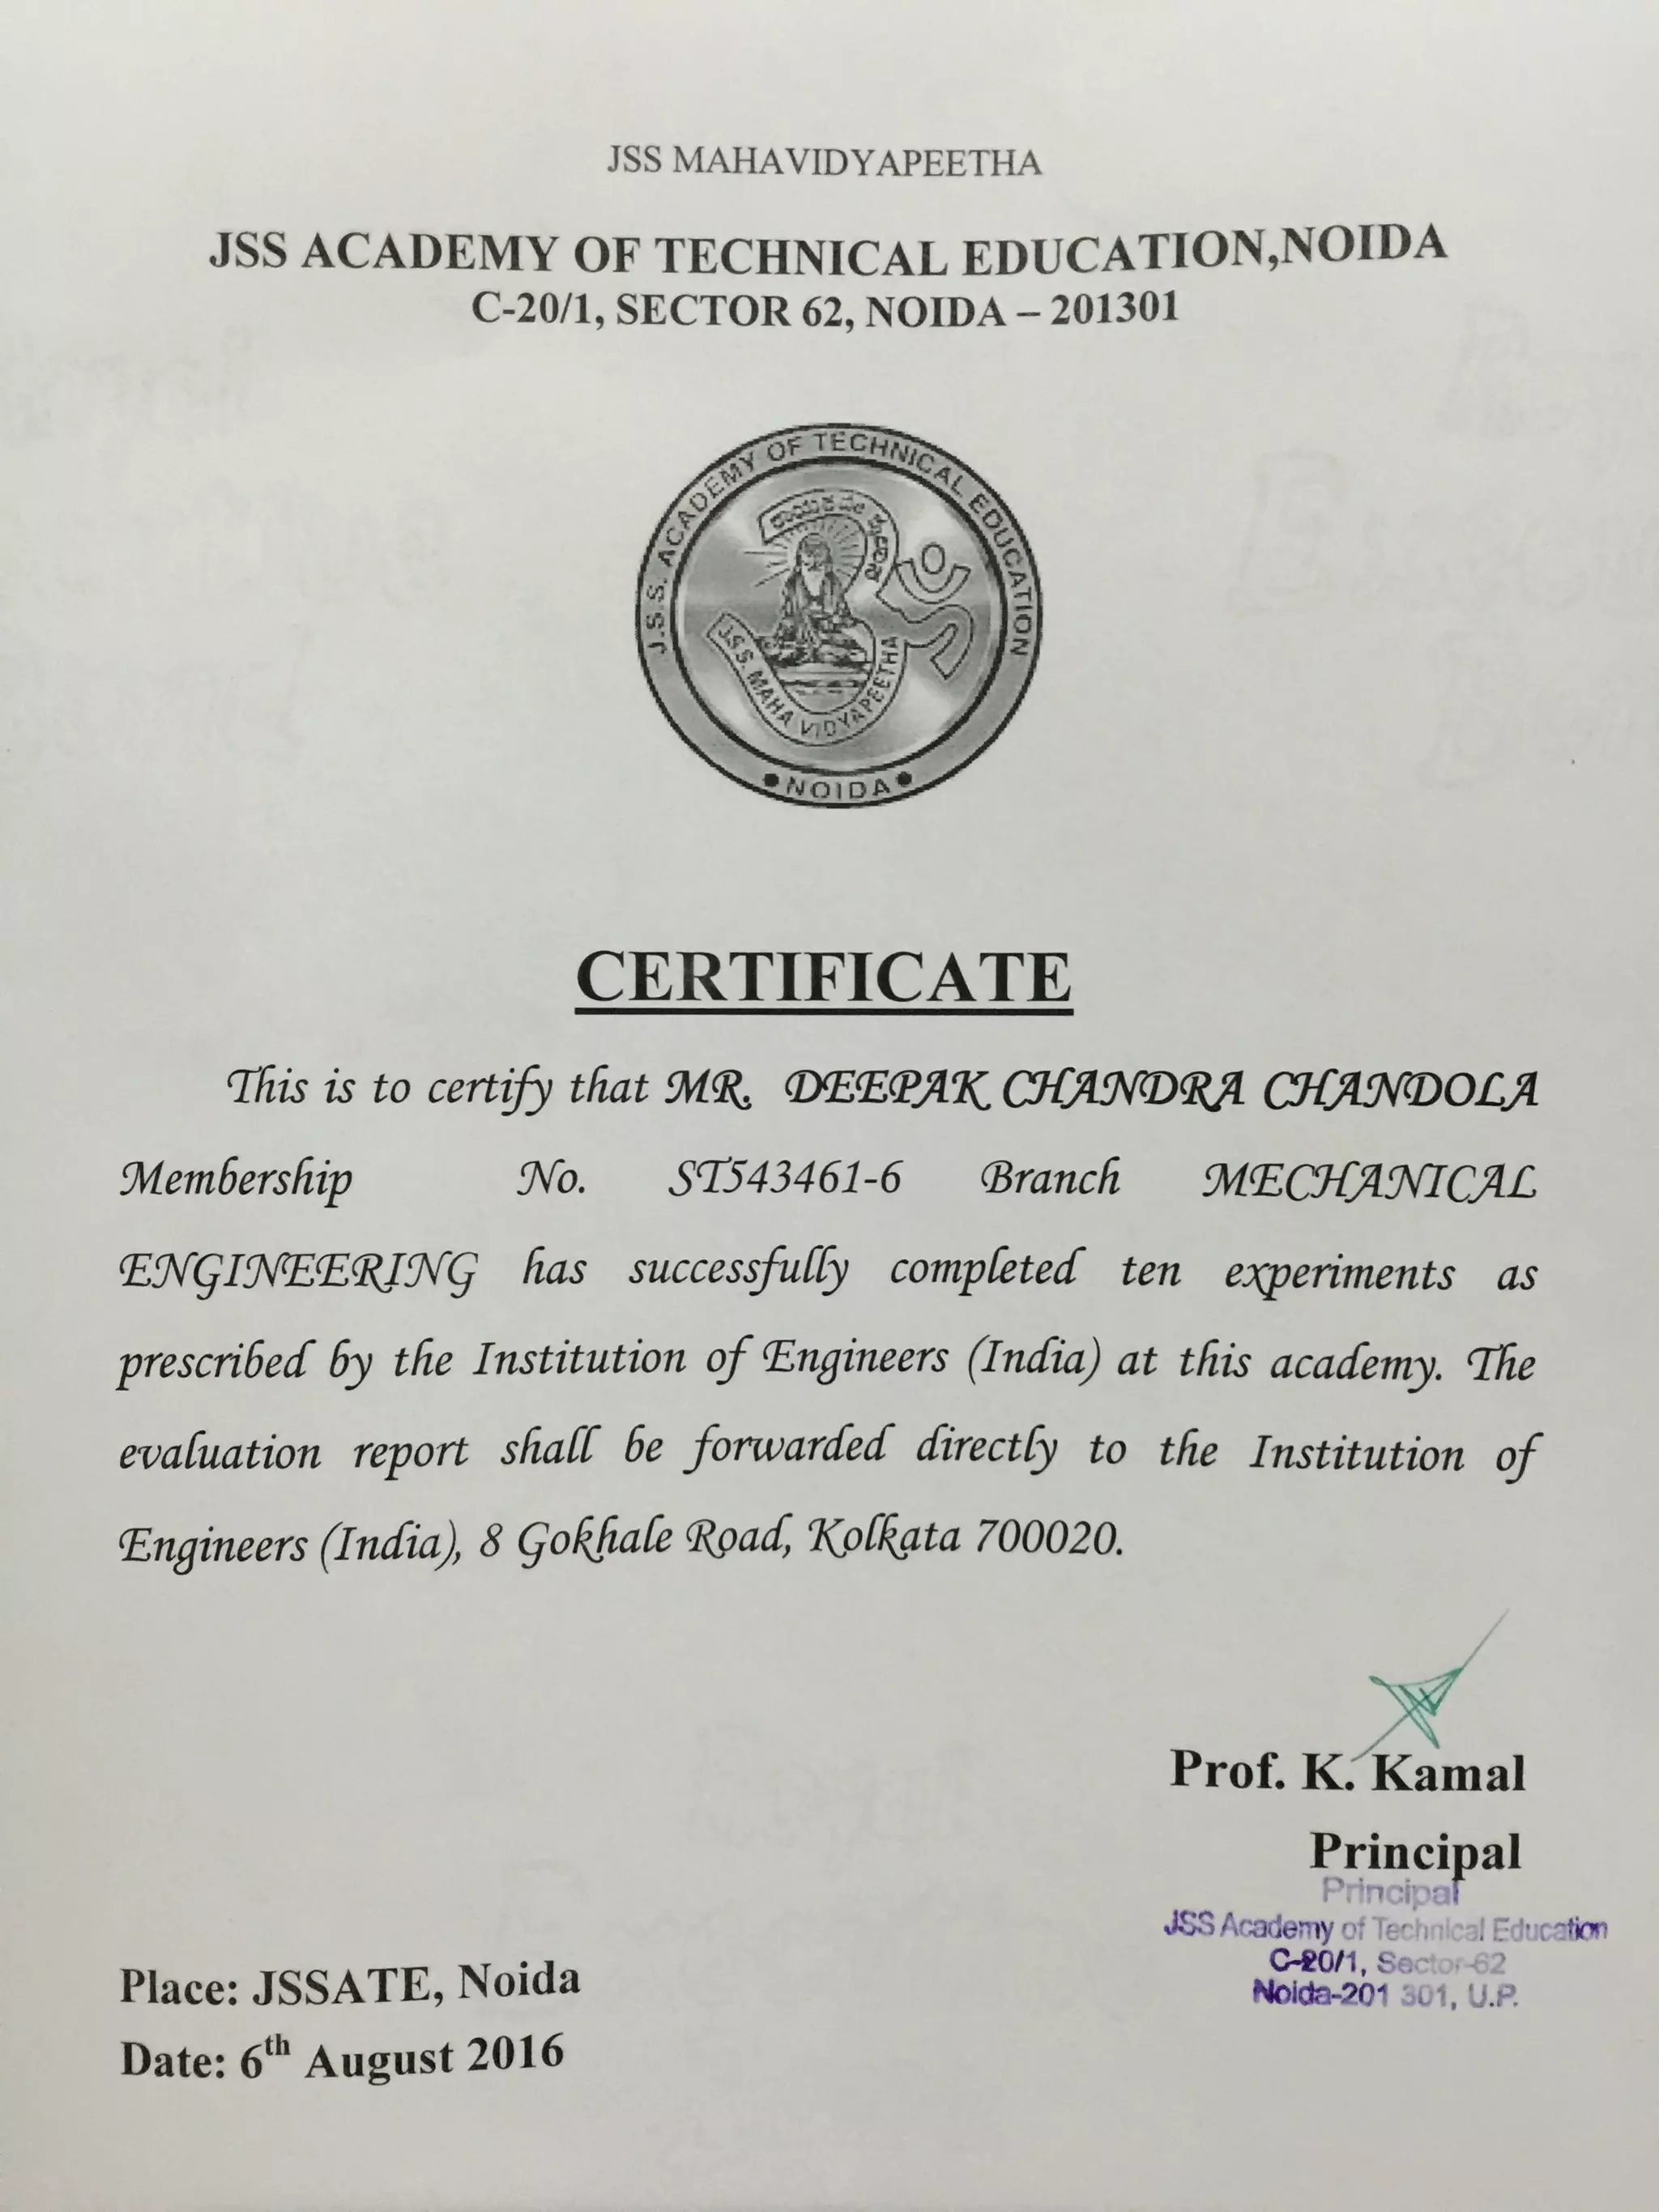 JSS MAHAVIDYAPEETHA
JSS ACADEMY OF TECHNICAL EDUCATION,NOIDA
C-20/1, SECTOR 62, NOIDA – 201301
J.S.S. ACADEMY OF TECHNICAL EDUCATION
ಕಾಯಕವೇ ಕೈಲಾಸ
J.S.S. MAHA VIDYAPEETHA
• NOIDA •
CERTIFICATE
This is to certify that MR. DEEPAK CHANDRA CHANDOLA
Membership No. ST543461-6 Branch MECHANICAL
ENGINEERING has successfully completed ten experiments as
prescribed by the Institution of Engineers (India) at this academy. The
evaluation report shall be forwarded directly to the Institution of
Engineers (India), 8 Gokhale Road, Kolkata 700020.
Prof. K. Kamal
Principal
Principal
JSS Academy of Technical Education
C-20/1, Sector-62
Noida-201 301, U.P.
Place: JSSATE, Noida
Date: 6th August 2016